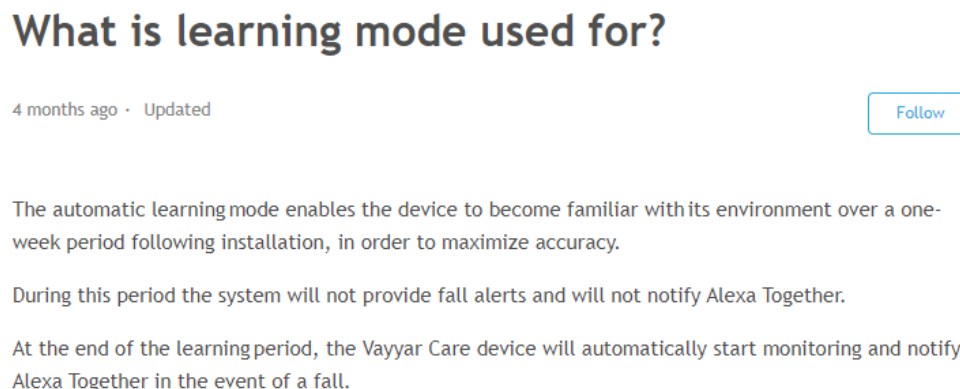 What is learning mode used for?
4 months ago · Updated
Follow
The automatic learning mode enables the device to become familiar with its environment over a one-
week period following installation, in order to maximize accuracy.
During this period the system will not provide fall alerts and will not notify Alexa Together.
At the end of the learning period, the Vayyar Care device will automatically start monitoring and notify
Alexa Together in the event of a fall.